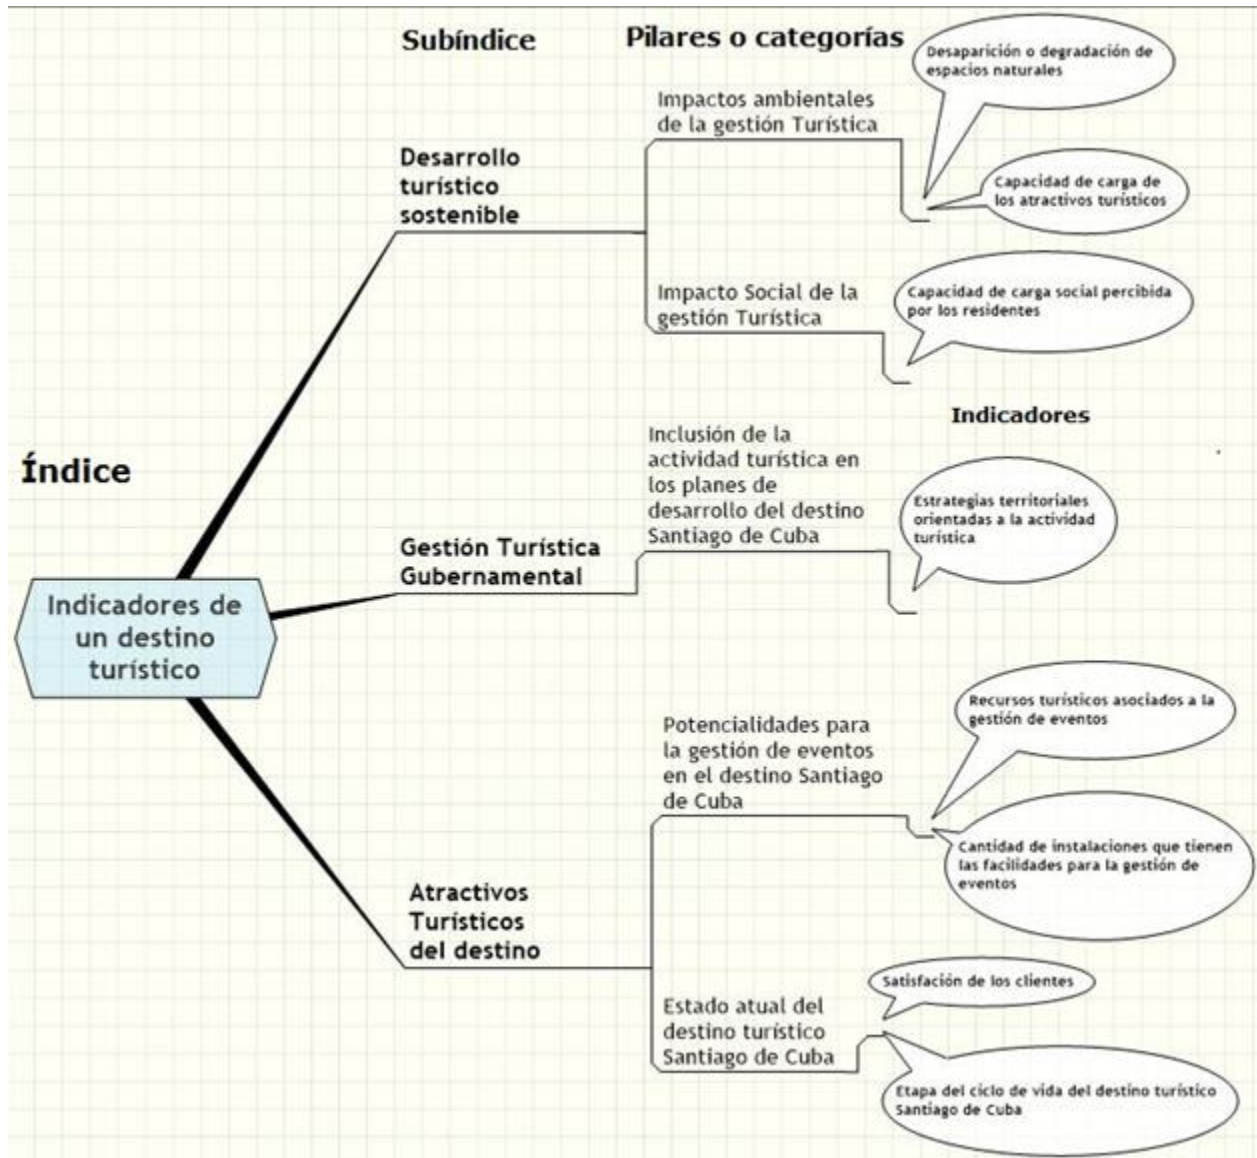 Subíndice
Pilares o categorías
Desaparición o degradación de
espacios naturales
Impactos ambientales
de la gestión Turística
Desarrollo
turístico
sostenible
Capacidad de carga de
los atractivos turísticos
Impacto Social de la
gestión Turística
Capacidad de carga social percibida
por los residentes
Indicadores
Índice
Inclusión de la
actividad turística en
los planes de
desarrollo del destino
Santiago de Cuba
Estrategias territoriales
orientadas a la actividad
turística
Gestión Turística
Gubernamental
Indicadores de
un destino
turístico
Recursos turísticos asociados a la
gestión de eventos
Potencialidades para
la gestión de eventos
en el destino Santiago
de Cuba
Cantidad de instalaciones que tienen
las facilidades para la gestión de
eventos
Atractivos
Turísticos
del destino
Satisfación de los clientes
Estado atual del
destino turístico
Santiago de Cuba
Etapa del ciclo de vida del destino turístico
Santiago de Cuba